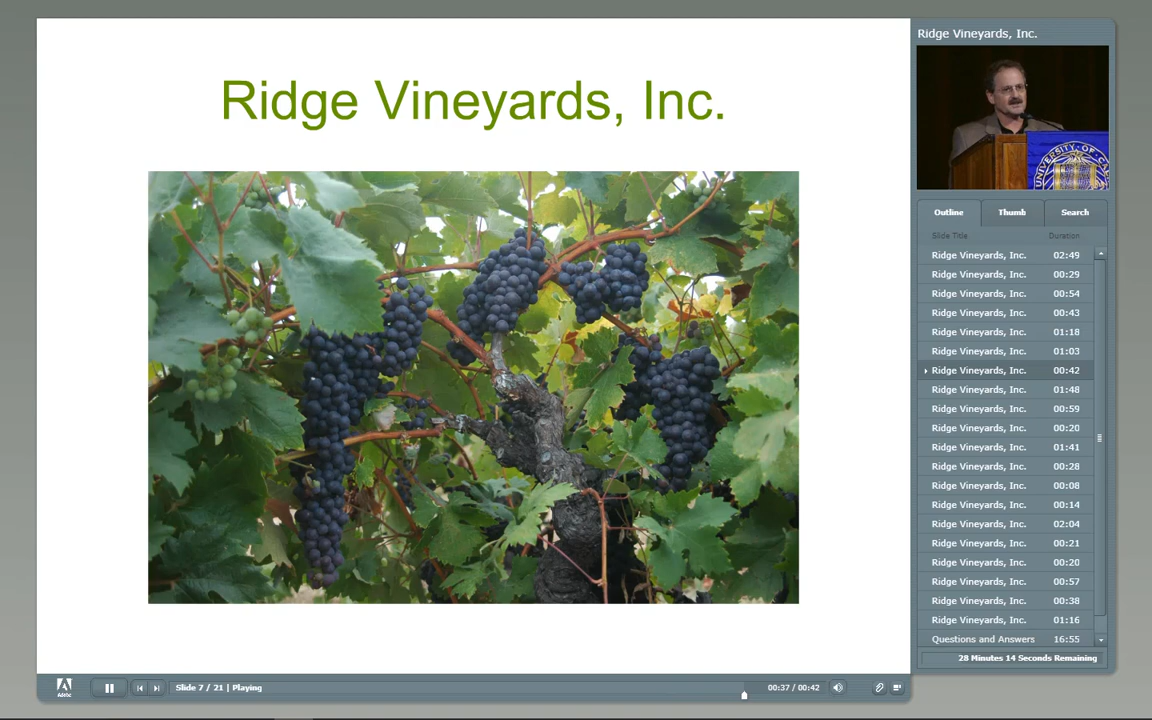 Ridge Vineyards, Inc.
Ridge Vineyards, Inc.
UNIVERSITY OF CAL
Outline
Thumb
Search
Slide Title
Duration
Ridge Vineyards, Inc. 02:49
Ridge Vineyards, Inc. 00:29
Ridge Vineyards, Inc. 00:54
Ridge Vineyards, Inc. 00:43
Ridge Vineyards, Inc. 01:18
Ridge Vineyards, Inc. 01:03
Ridge Vineyards, Inc. 00:42
Ridge Vineyards, Inc. 01:48
Ridge Vineyards, Inc. 00:59
Ridge Vineyards, Inc. 00:20
Ridge Vineyards, Inc. 01:41
Ridge Vineyards, Inc. 00:28
Ridge Vineyards, Inc. 00:08
Ridge Vineyards, Inc. 00:14
Ridge Vineyards, Inc. 02:04
Ridge Vineyards, Inc. 00:21
Ridge Vineyards, Inc. 00:20
Ridge Vineyards, Inc. 00:57
Ridge Vineyards, Inc. 00:38
Ridge Vineyards, Inc. 01:16
Questions and Answers 16:55
28 Minutes 14 Seconds Remaining
Adobe
Slide 7 / 21 | Playing
00:37 / 00:42